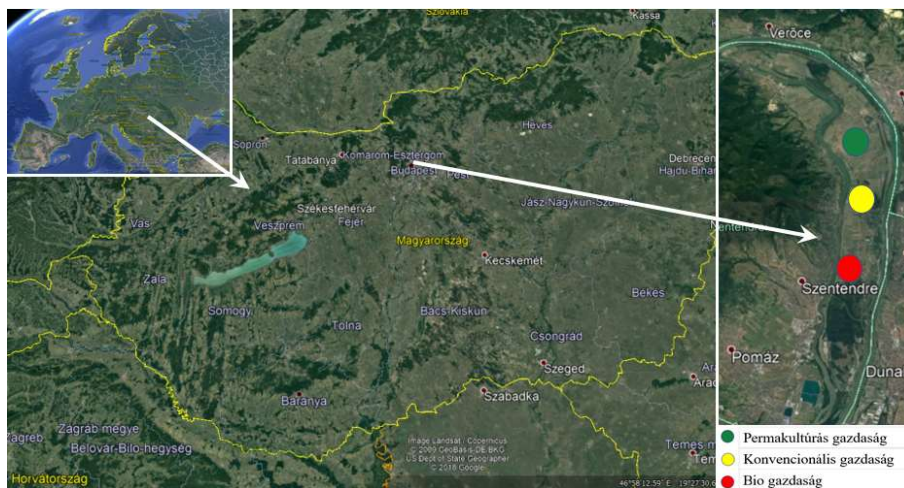 Szlovákia
Kassa
Verőce
Sopron
Tatabánya
Komárom-Esztergom
Budapest
Pest
Heves
Debrecen
Hajdú-Bihar
Vas
Veszprém
Székesfehérvár
Fejér
Jász-Nagykun-Szolnok
Magyarország
Kecskemét
Zala
Somogy
Tolna
Bács-Kiskun
Békés
Csongrád
Szeged
Baranya
Szabadka
Arad
Zágráb
Zágráb megye
Belovár-Bilo-hegység
Horvátország
Temes m
Tem
Szentendre
Pomáz
Duna
Image Landsat / Copernicus
© 2009 GeoBasis-DE/BKG
US Dept of State Geographer
© 2018 Google
Permakultúrás gazdaság
Konvencionális gazdaság
Bio gazdaság